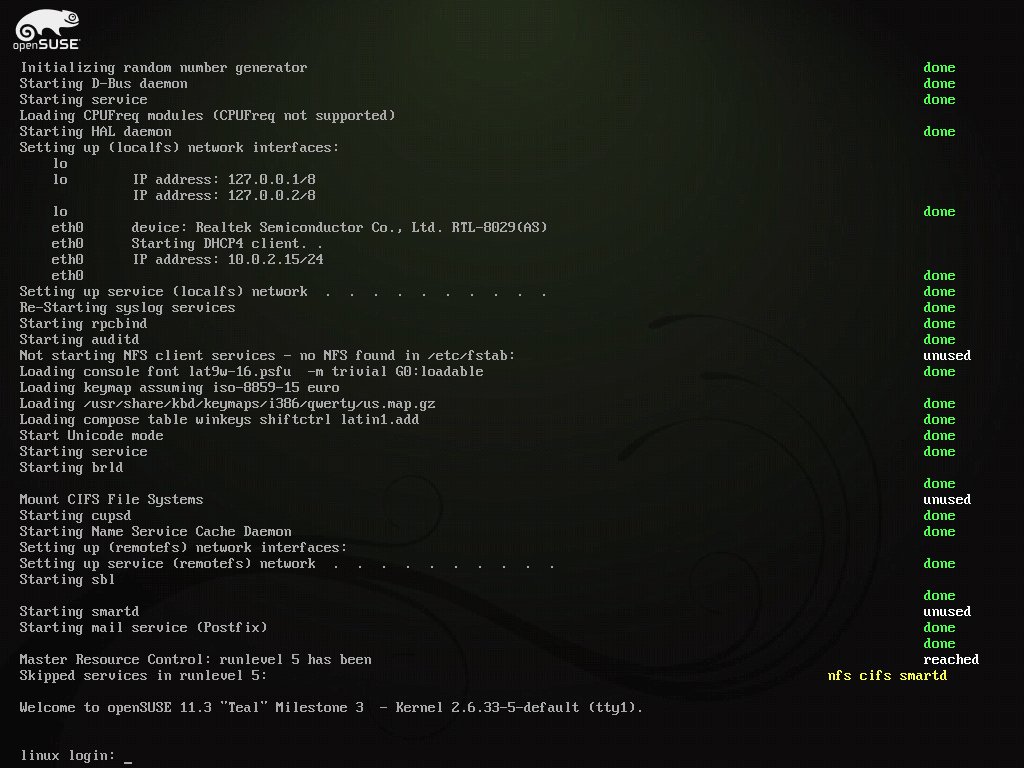 openSUSE
Initializing random number generator done
Starting D-Bus daemon done
Starting service done
Loading CPUFreq modules (CPUFreq not supported)
Starting HAL daemon done
Setting up (localfs) network interfaces:
lo
lo IP address: 127.0.0.1/8
IP address: 127.0.0.2/8
lo done
eth0 device: Realtek Semiconductor Co., Ltd. RTL-8029(AS)
eth0 Starting DHCP4 client. .
eth0 IP address: 10.0.2.15/24
eth0 done
Setting up service (localfs) network . . . . . . . . . . done
Re-Starting syslog services done
Starting rpcbind done
Starting auditd done
Not starting NFS client services - no NFS found in /etc/fstab: unused
Loading console font lat9w-16.psfu -m trivial G0:loadable done
Loading keymap assuming iso-8859-15 euro
Loading /usr/share/kbd/keymaps/i386/qwerty/us.map.gz done
Loading compose table winkeys shiftctrl latin1.add done
Start Unicode mode done
Starting service done
Starting brld
done
Mount CIFS File Systems unused
Starting cupsd done
Starting Name Service Cache Daemon done
Setting up (remotefs) network interfaces:
Setting up service (remotefs) network . . . . . . . . . . done
Starting sbl
done
Starting smartd unused
Starting mail service (Postfix) done
done
Master Resource Control: runlevel 5 has been reached
Skipped services in runlevel 5: nfs cifs smartd
Welcome to openSUSE 11.3 "Teal" Milestone 3 - Kernel 2.6.33-5-default (tty1).
linux login: _